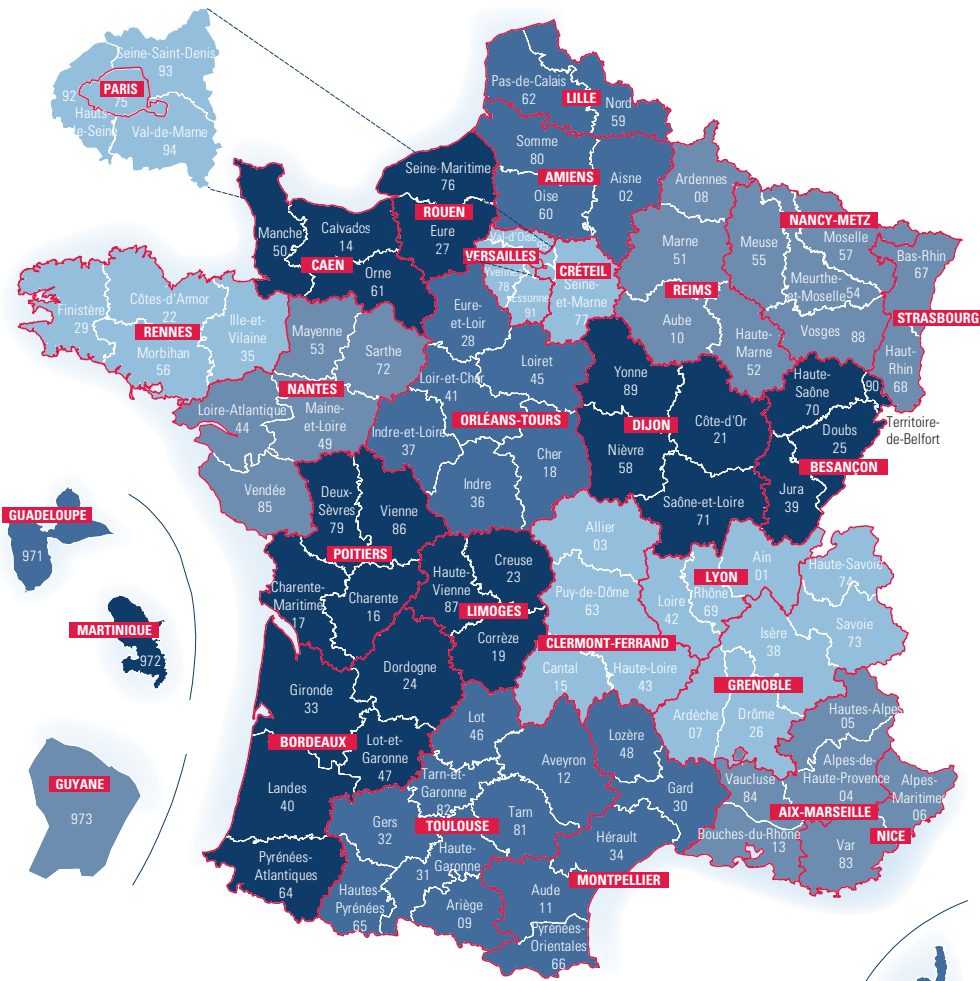 Seine-Saint-Denis
93
92
PARIS
75
Hauts
de-Seine
Val-de-Marne
94
Pas-de-Calais
62
LILLE
Nord
59
Somme
80
AMIENS
Aisne
02
Oise
60
Seine-Maritime
76
ROUEN
Eure
27
Ardennes
08
NANCY-METZ
Manche
50
Calvados
14
CAEN
Orne
61
Val-d'Oise
95
VERSAILLES
Yvelines
78
Essonne
91
CRÉTEIL
Seine-
et-Marne
77
Marne
51
REIMS
Aube
10
Haute-
Marne
52
Meuse
55
Moselle
57
Meurthe-
et-Moselle
54
Vosges
88
Bas-Rhin
67
STRASBOURG
Haut-
Rhin
68
Finistère
29
Côtes-d'Armor
22
RENNES
Morbihan
56
Ille-et-
Vilaine
35
Mayenne
53
Sarthe
72
NANTES
Loire-Atlantique
44
Maine-
et-Loire
49
Vendée
85
Eure-
et-Loir
28
Loiret
45
Loir-et-Cher
41
ORLÉANS-TOURS
Indre-et-Loire
37
Cher
18
Indre
36
Yonne
89
DIJON
Côte-d'Or
21
Nièvre
58
Saône-et-Loire
71
Haute-
Saône
70
90
Territoire-
de-Belfort
Doubs
25
BESANÇON
Jura
39
GUADELOUPE
971
MARTINIQUE
972
GUYANE
973
Deux-
Sèvres
79
Vienne
86
POITIERS
Charente-
Maritime
17
Charente
16
Haute-
Vienne
87
Creuse
23
LIMOGES
Corrèze
19
Allier
03
Puy-de-Dôme
63
CLERMONT-FERRAND
Cantal
15
Haute-Loire
43
LYON
Ain
01
Rhône
69
Loire
42
Haute-Savoie
74
Savoie
73
Isère
38
GRENOBLE
Ardèche
07
Drôme
26
Dordogne
24
Gironde
33
BORDEAUX
Lot-et-
Garonne
47
Landes
40
Pyrénées-
Atlantiques
64
Lot
46
Aveyron
12
Tarn-et-
Garonne
82
TOULOUSE
Tarn
81
Gers
32
Haute-
Garonne
31
Hautes
Pyrénées
65
Ariège
09
Lozère
48
Gard
30
Hérault
34
MONTPELLIER
Aude
11
Pyrénées-
Orientales
66
Hautes-Alpes
05
Alpes-de-
Haute-Provence
04
Vaucluse
84
AIX-MARSEILLE
Bouches-du-Rhône
13
Alpes-
Maritimes
06
NICE
Var
83